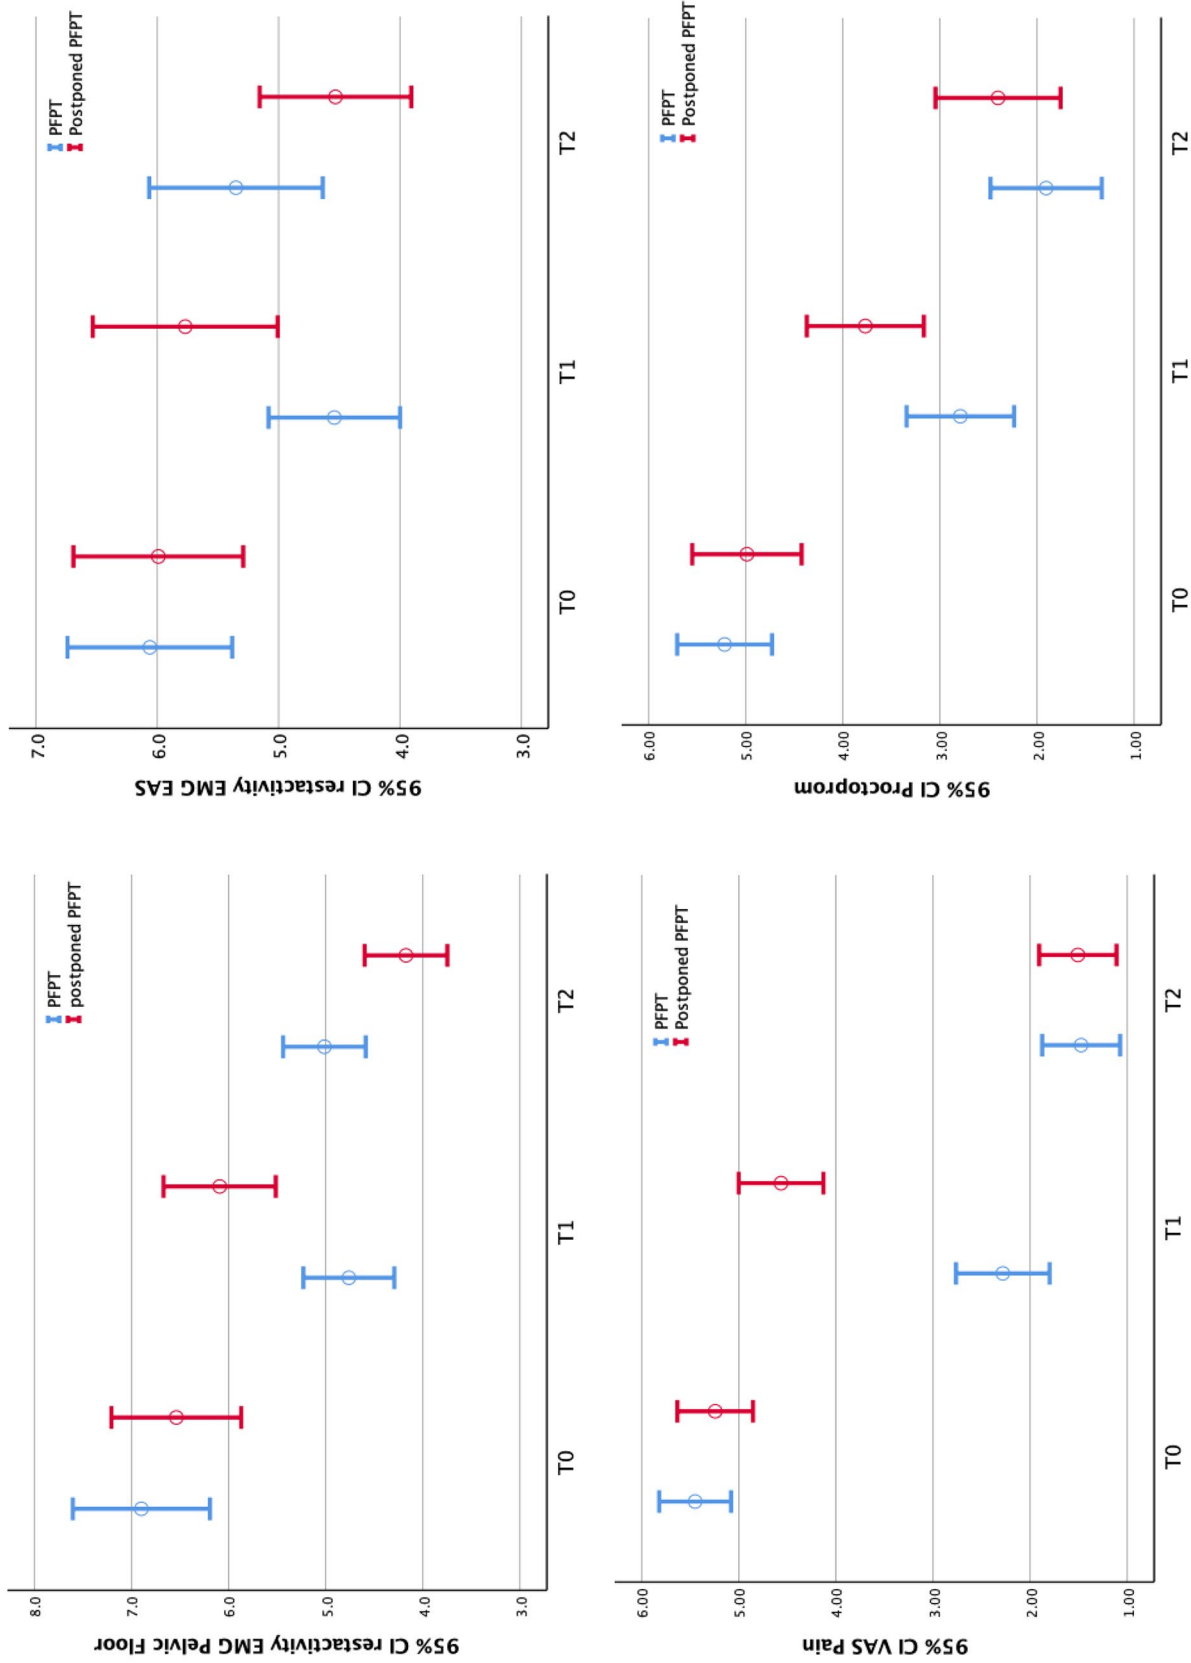 95% CI restactivity EMG Pelvic Floor
8.0
7.0
6.0
5.0
4.0
3.0
T0
T1
T2
PFPT
postponed PFPT
95% CI restactivity EMG EAS
7.0
6.0
5.0
4.0
3.0
T0
T1
T2
PFPT
Postponed PFPT
95% CI VAS Pain
6.00
5.00
4.00
3.00
2.00
1.00
T0
T1
T2
PFPT
Postponed PFPT
95% CI Proctoprom
6.00
5.00
4.00
3.00
2.00
1.00
T0
T1
T2
PFPT
Postponed PFPT